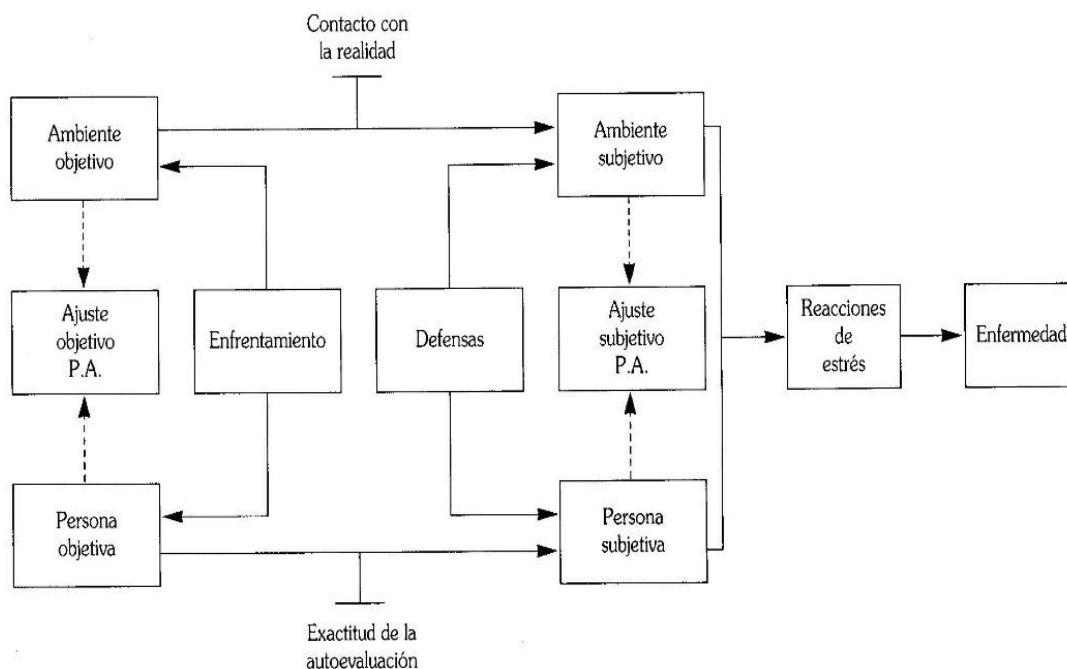 Contacto con
la realidad
Ambiente
objetivo
Ambiente
subjetivo
Ajuste
objetivo
P.A.
Enfrentamiento
Defensas
Ajuste
subjetivo
P.A.
Reacciones
de
estrés
Enfermedad
Persona
objetiva
Persona
subjetiva
Exactitud de la
autoevaluación